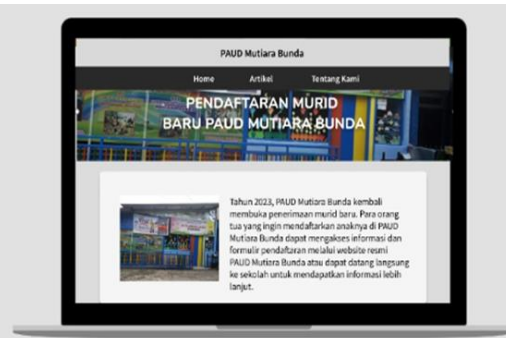 PAUD Mutiara Bunda
Home Artikel Tentang Kami
PENDAFTARAN MURID
BARU PAUD MUTIARA BUNDA
Tahun 2023, PAUD Mutiara Bunda kembali
membuka penerimaan murid baru. Para orang
tua yang ingin mendaftarkan anaknya di PAUD
Mutiara Bunda dapat mengakses informasi dan
formulir pendaftaran melalui website resmi
PAUD Mutiara Bunda atau dapat datang langsung
ke sekolah untuk mendapatkan informasi lebih
lanjut.